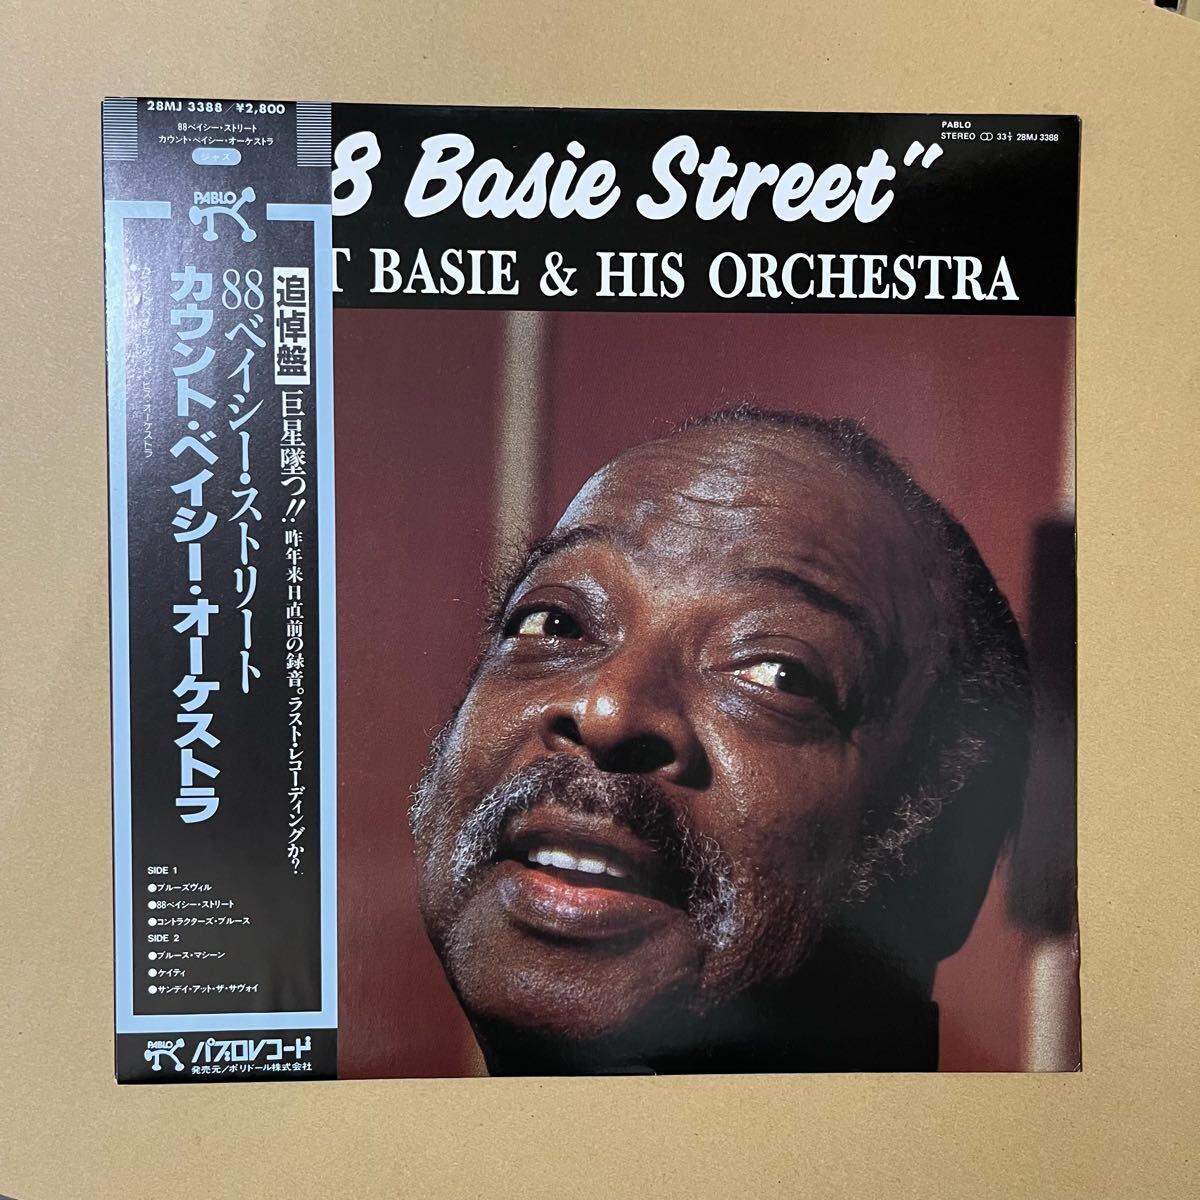 28MJ 3388/¥2,800
88ベイシー・ストリート
カウント・ベイシー・オーケストラ
ジャズ
PABLO
88ベイシー・ストリート
カウント・ベイシー・オーケストラ
追悼盤
巨星墜つ!! 昨年来日直前の録音。ラスト・レコーディングか?
SIDE 1
●ブルーズヴィル
●88ベイシー・ストリート
●コントラクターズ・ブルース
SIDE 2
●ブルース・マシーン
●ケイティ
●サンデイ・アット・ザ・サヴォイ
PABLO
パブロレコード
発売元/ポリドール株式会社
PABLO
STEREO 33⅓ 28MJ 3388
8 Basie Street"
T BASIE & HIS ORCHESTRA